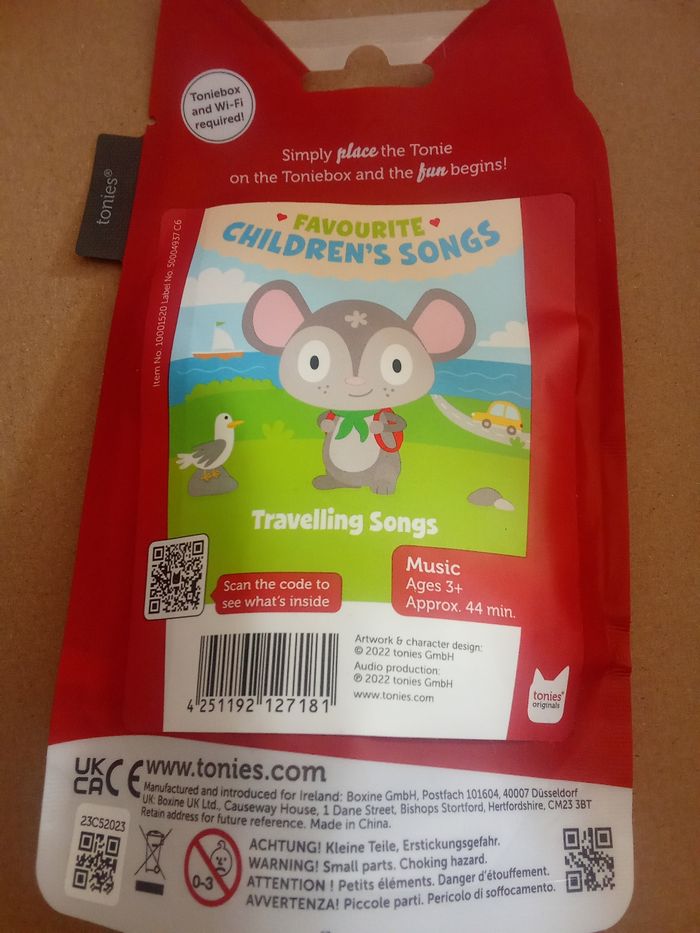 Toniebox
and Wi-Fi
required!
tonies®
Simply place the Tonie
on the Toniebox and the fun begins!
Item No. 10001520 Label No. 50004937 C6
FAVOURITE
CHILDREN'S SONGS
Travelling Songs
Scan the code to
see what's inside
Music
Ages 3+
Approx. 44 min.
4 251192 127181
Artwork & character design:
© 2022 tonies GmbH
Audio production:
℗ 2022 tonies GmbH
www.tonies.com
tonies®
originals
UK
CA CE
www.tonies.com
Manufactured and introduced for Ireland: Boxine GmbH, Postfach 101604, 40007 Düsseldorf
UK: Boxine UK Ltd., Causeway House, 1 Dane Street, Bishops Stortford, Hertfordshire, CM23 3BT
Retain address for future reference. Made in China.
23CS2023
0-3
ACHTUNG! Kleine Teile, Erstickungsgefahr.
WARNING! Small parts. Choking hazard.
ATTENTION ! Petits éléments. Danger d'étouffement.
AVVERTENZA! Piccole parti. Pericolo di soffocamento.